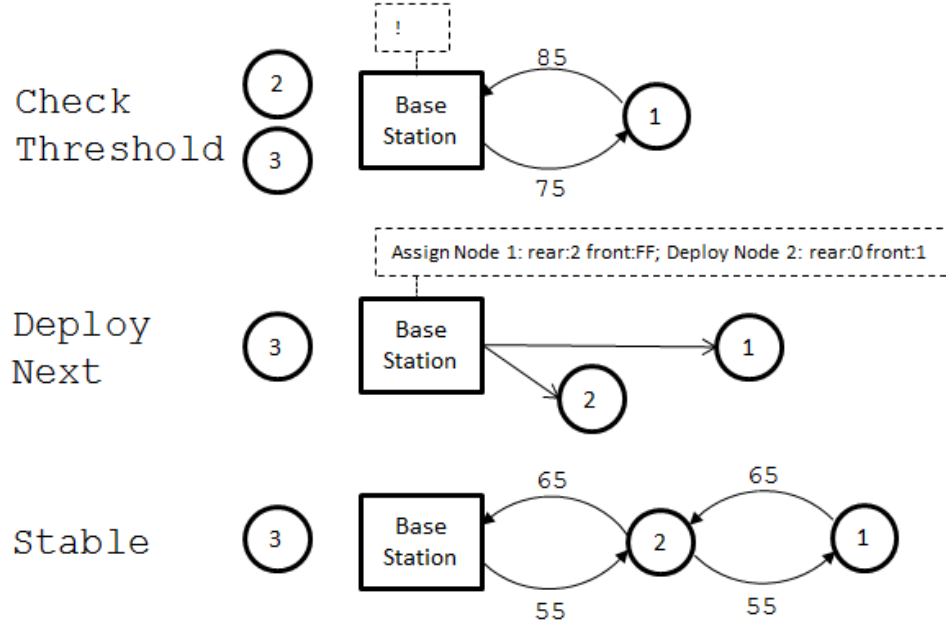 !
85
Check
Threshold
2
3
Base
Station
1
75
Assign Node 1: rear:2 front:FF; Deploy Node 2: rear:0 front:1
Deploy
Next
3
Base
Station
1
2
65
65
Stable
3
Base
Station
2
1
55
55